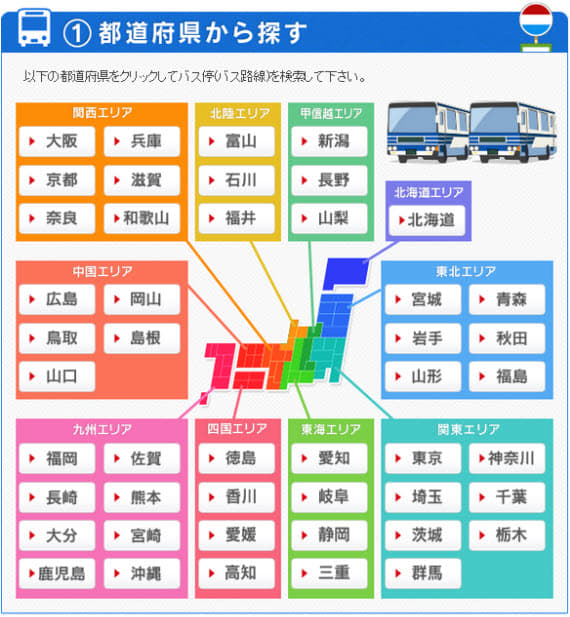 ① 都道府県から探す
以下の都道府県をクリックしてバス停(バス路線)を検索して下さい。
関西エリア
大阪 兵庫
京都 滋賀
奈良 和歌山
北陸エリア
富山
石川
福井
甲信越エリア
新潟
長野
山梨
北海道エリア
北海道
中国エリア
広島 岡山
鳥取 島根
山口
東北エリア
宮城 青森
岩手 秋田
山形 福島
九州エリア
福岡 佐賀
長崎 熊本
大分 宮崎
鹿児島 沖縄
四国エリア
徳島
香川
愛媛
高知
東海エリア
愛知
岐阜
静岡
三重
関東エリア
東京 神奈川
埼玉 千葉
茨城 栃木
群馬